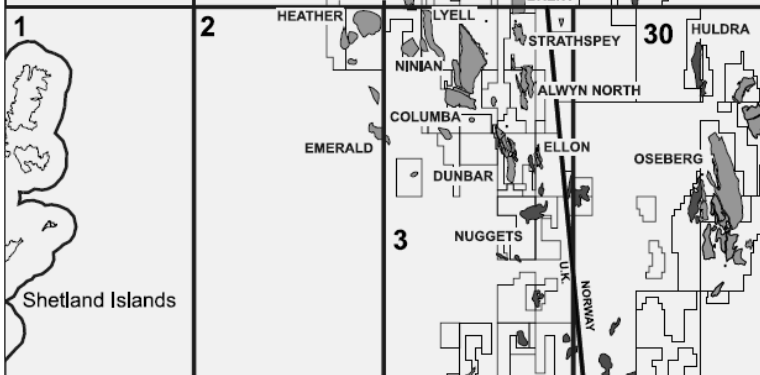 HEATHER
LYELL
1
2
30
HULDRA
STRATHSPEY
NINIAN
ALWYN NORTH
COLUMBA
EMERALD
ELLON
OSEBERG
DUNBAR
3
NUGGETS
U.K.
NORWAY
Shetland Islands